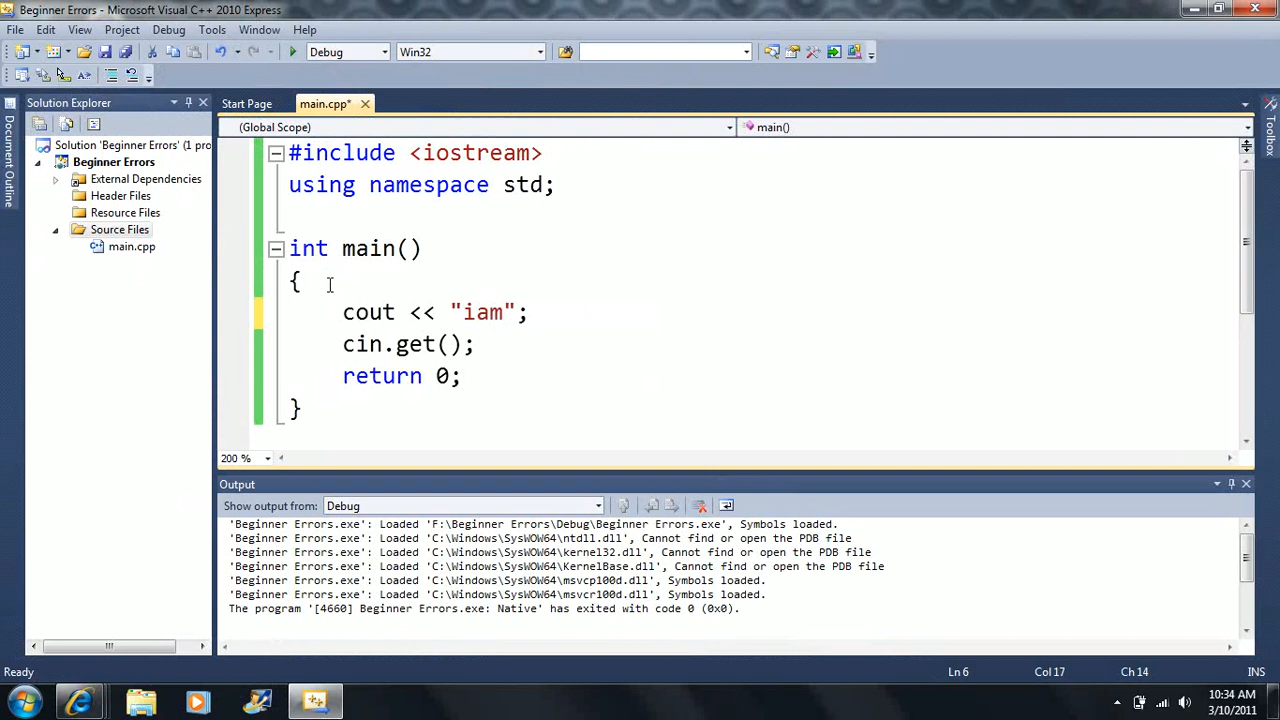 Beginner Errors - Microsoft Visual C++ 2010 Express
File Edit View Project Debug Tools Window Help
Debug Win32
Solution Explorer
Start Page main.cpp*
Document Outline
Toolbox
(Global Scope) main()
Solution 'Beginner Errors' (1 pro
Beginner Errors
External Dependencies
Header Files
Resource Files
Source Files
main.cpp
#include <iostream>
using namespace std;
int main()
{
cout << "iam";
cin.get();
return 0;
}
200 %
Output
Show output from: Debug
'Beginner Errors.exe': Loaded 'F:\Beginner Errors\Debug\Beginner Errors.exe', Symbols loaded.
'Beginner Errors.exe': Loaded 'C:\Windows\SysWOW64\ntdll.dll', Cannot find or open the PDB file
'Beginner Errors.exe': Loaded 'C:\Windows\SysWOW64\kernel32.dll', Cannot find or open the PDB file
'Beginner Errors.exe': Loaded 'C:\Windows\SysWOW64\KernelBase.dll', Cannot find or open the PDB file
'Beginner Errors.exe': Loaded 'C:\Windows\SysWOW64\msvcp100d.dll', Symbols loaded.
'Beginner Errors.exe': Loaded 'C:\Windows\SysWOW64\msvcr100d.dll', Symbols loaded.
The program '[4660] Beginner Errors.exe: Native' has exited with code 0 (0x0).
Ready Ln 6 Col 17 Ch 14 INS
10:34 AM
3/10/2011